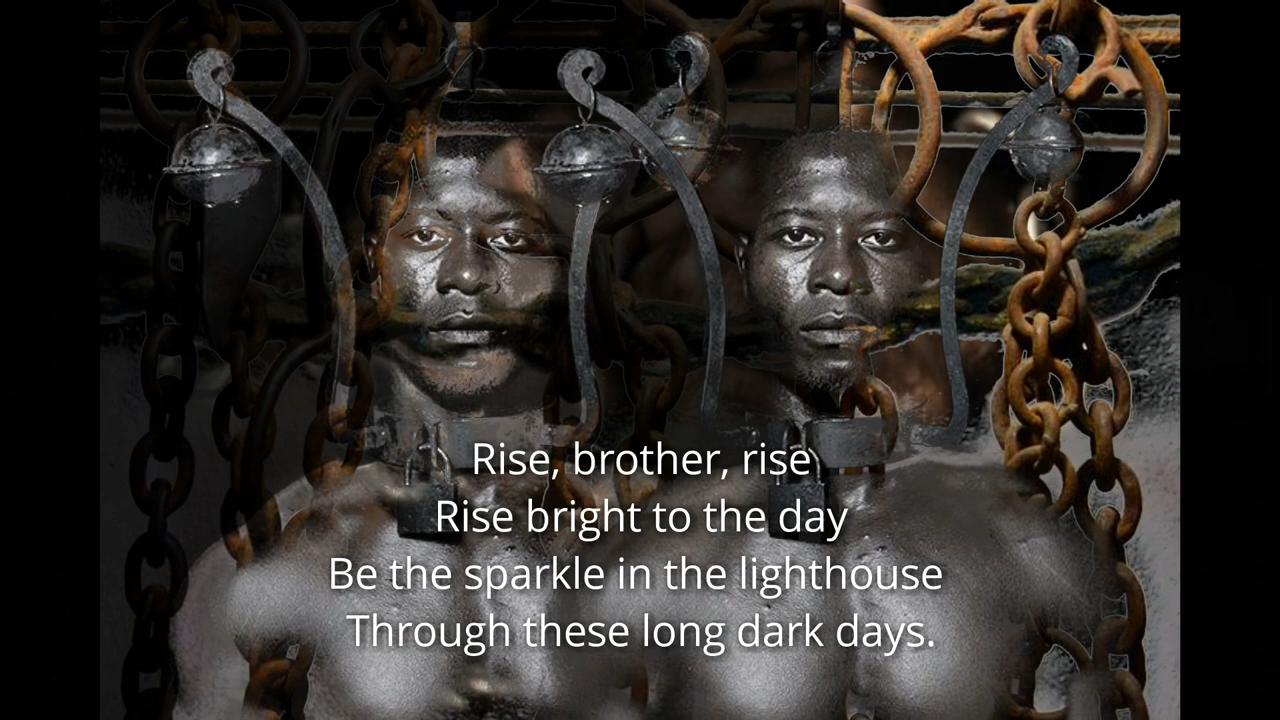 Rise, brother, rise
Rise bright to the day
Be the sparkle in the lighthouse
Through these long dark days.